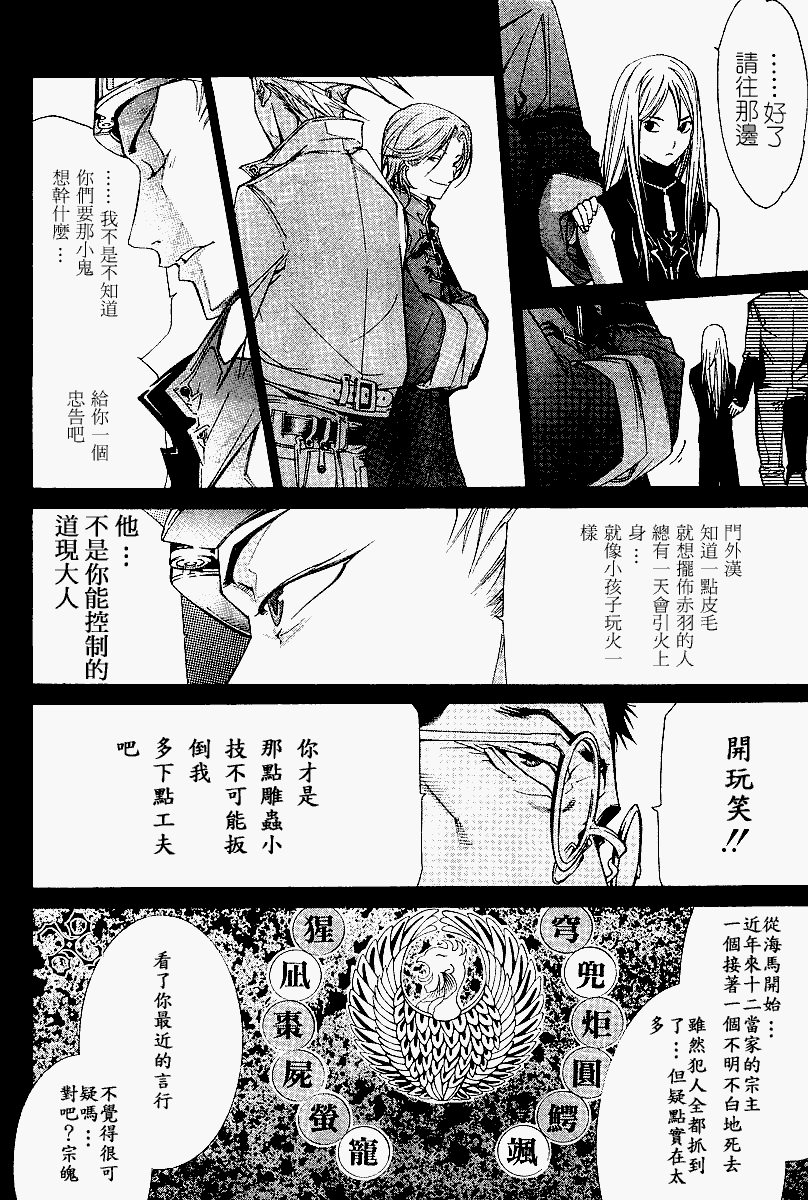 ……好了
請往那邊
……我不是不知道
你們要那小鬼
想幹什麼…
給你一個
忠告吧
門外漢
知道一點皮毛
就想擺佈赤羽的人
總有一天會引火上
身…
就像小孩子玩火一
樣
他…
不是你能控制的
道現大人
開玩笑!!
你才是
那點雕蟲小
技不可能扳
倒我
多下點工夫
吧
從海馬開始…
近年來十二當家的宗主
一個接著一個不明不白地死去
雖然犯人全都抓到
了…但疑點實在太
多
穹
兜
炬
圓
鍔
颯
猩
凪
棗
屍
螢
龍
看了你最近的言行
不覺得很可
疑嗎…
對吧？宗魄